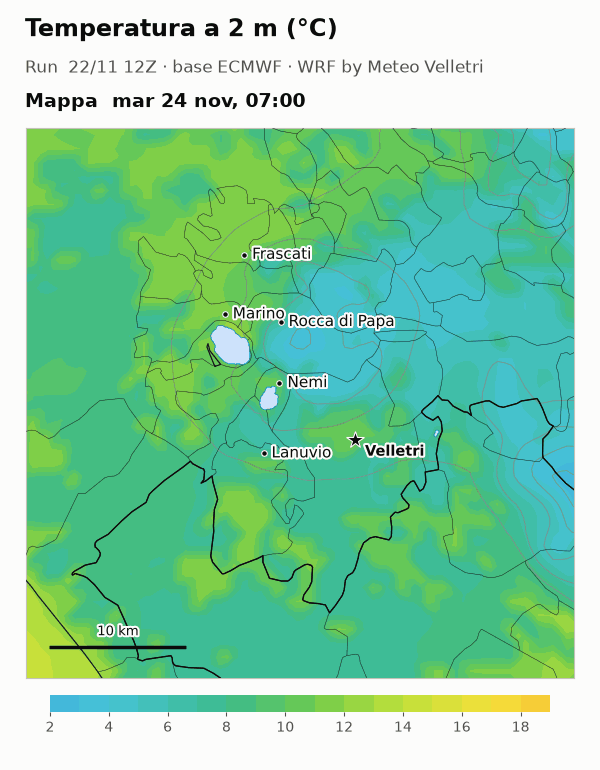 Temperatura a 2 m (°C)
Run  22/11 12Z · base ECMWF · WRF by Meteo Velletri
Mappa  mar 24 nov, 07:00
Frascati
Marino
Rocca di Papa
Nemi
Velletri
Lanuvio
10 km
2 4 6 8 10 12 14 16 18